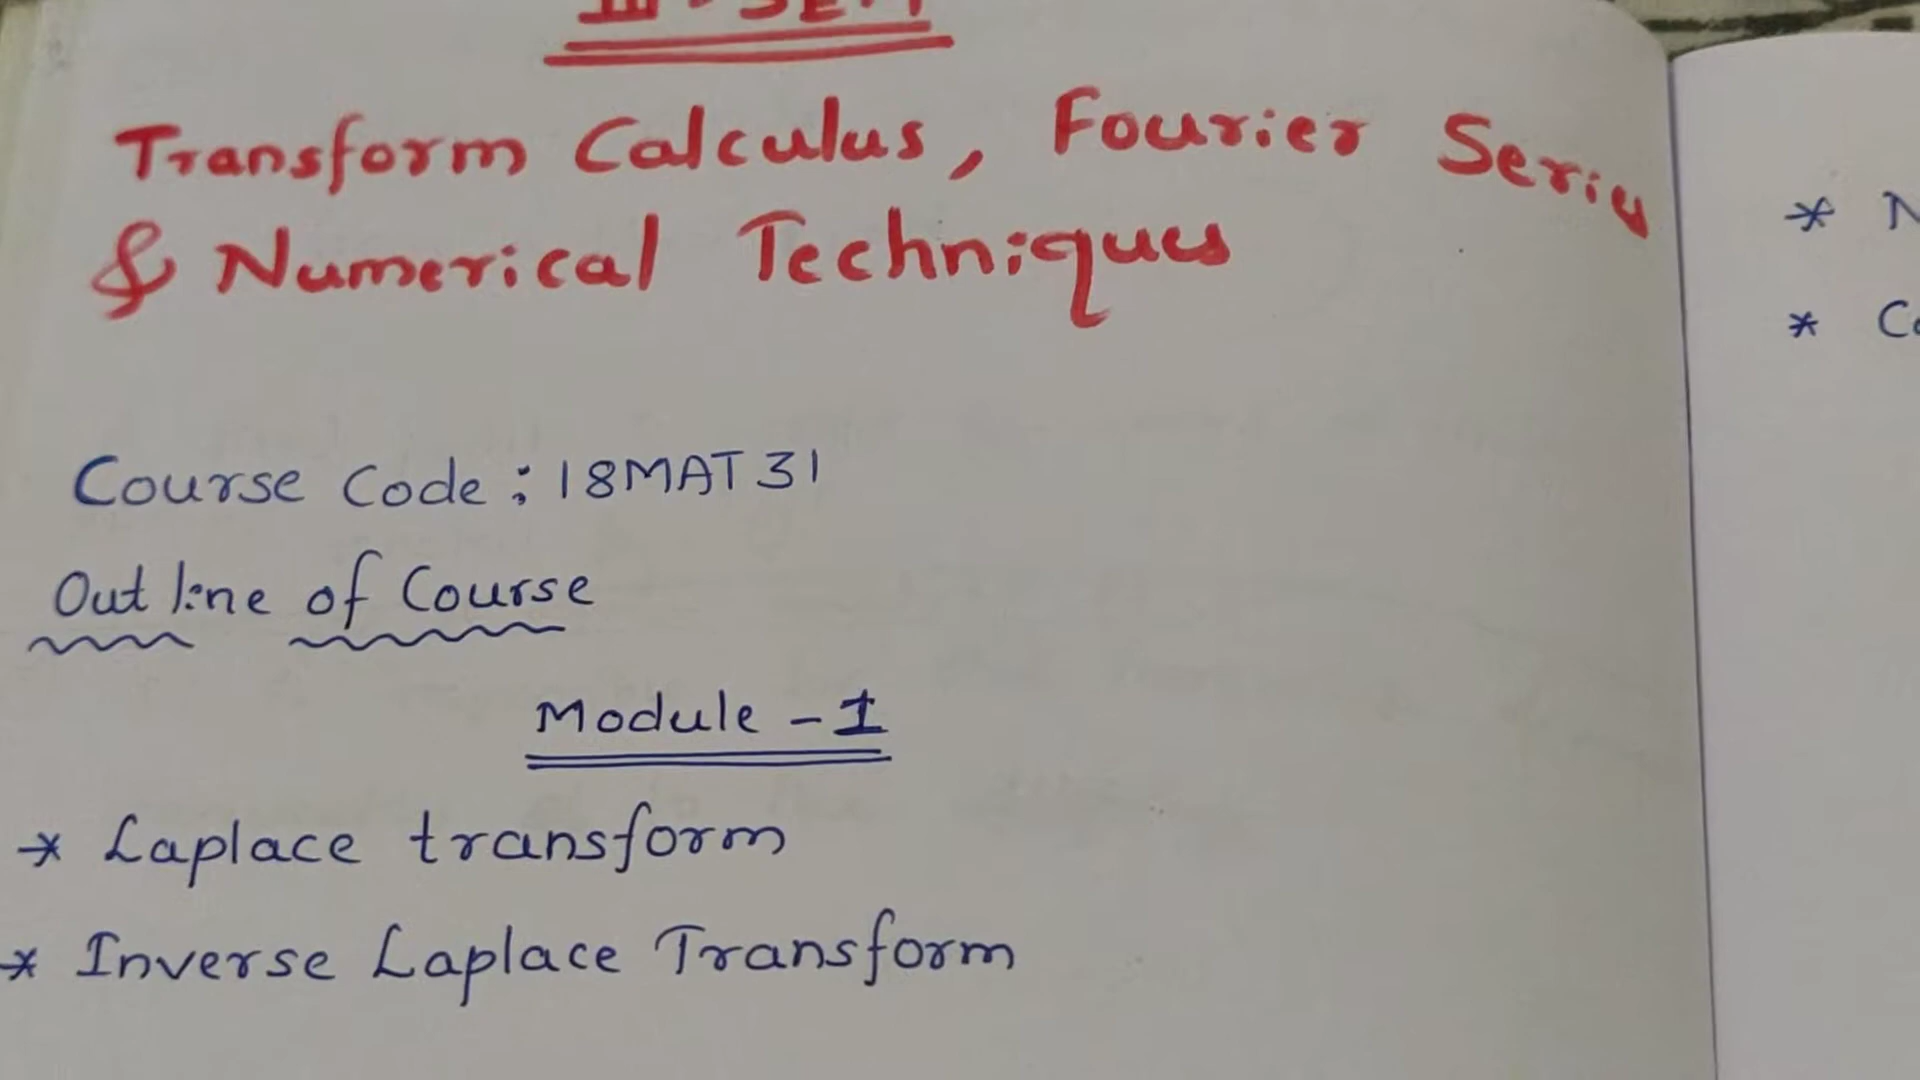 Transform Calculus, Fourier Series
& Numerical Techniques
Course Code : 18MAT31
Outline of Course
Module - 1
* Laplace transform
* Inverse Laplace Transform
*
*